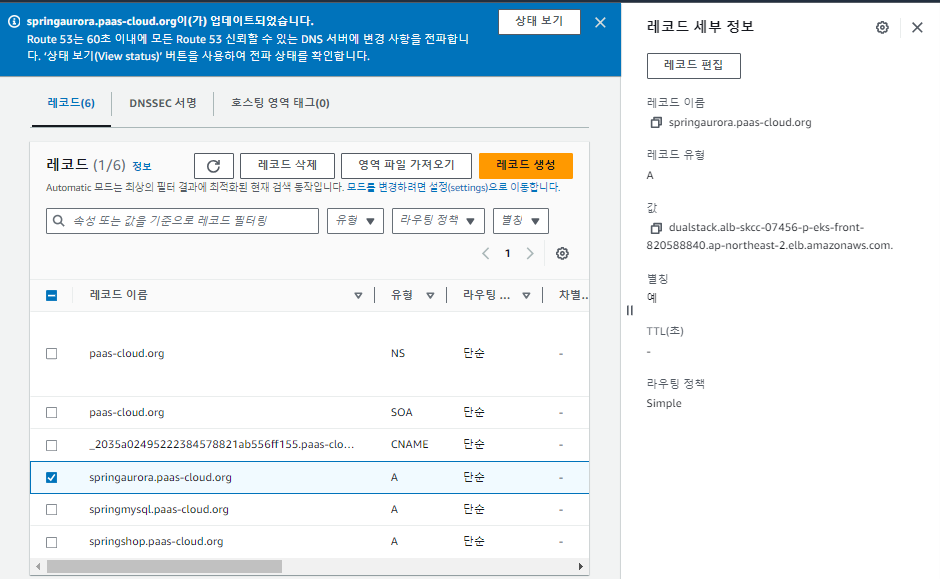 springaurora.paas-cloud.org이(가) 업데이트되었습니다.
Route 53는 60초 이내에 모든 Route 53 신뢰할 수 있는 DNS 서버에 변경 사항을 전파합니
다. ‘상태 보기(View status)’ 버튼을 사용하여 전파 상태를 확인합니다.
상태 보기
레코드(6)
DNSSEC 서명
호스팅 영역 태그(0)
레코드 (1/6) 정보
레코드 삭제
영역 파일 가져오기
레코드 생성
Automatic 모드는 최상의 필터 결과에 최적화된 현재 검색 동작입니다. 모드를 변경하려면 설정(settings)으로 이동합니다.
속성 또는 값을 기준으로 레코드 필터링
유형
라우팅 정책
별칭
1
레코드 이름 유형 라우팅 ... 차별..
paas-cloud.org NS 단순 -
paas-cloud.org SOA 단순 -
_2035a02495222384578821ab556ff155.paas-clo... CNAME 단순 -
springaurora.paas-cloud.org A 단순 -
springmysql.paas-cloud.org A 단순 -
springshop.paas-cloud.org A 단순 -
레코드 세부 정보
레코드 편집
레코드 이름
springaurora.paas-cloud.org
레코드 유형
A
값
dualstack.alb-skcc-07456-p-eks-front-
820588840.ap-northeast-2.elb.amazonaws.com.
별칭
예
TTL(초)
-
라우팅 정책
Simple